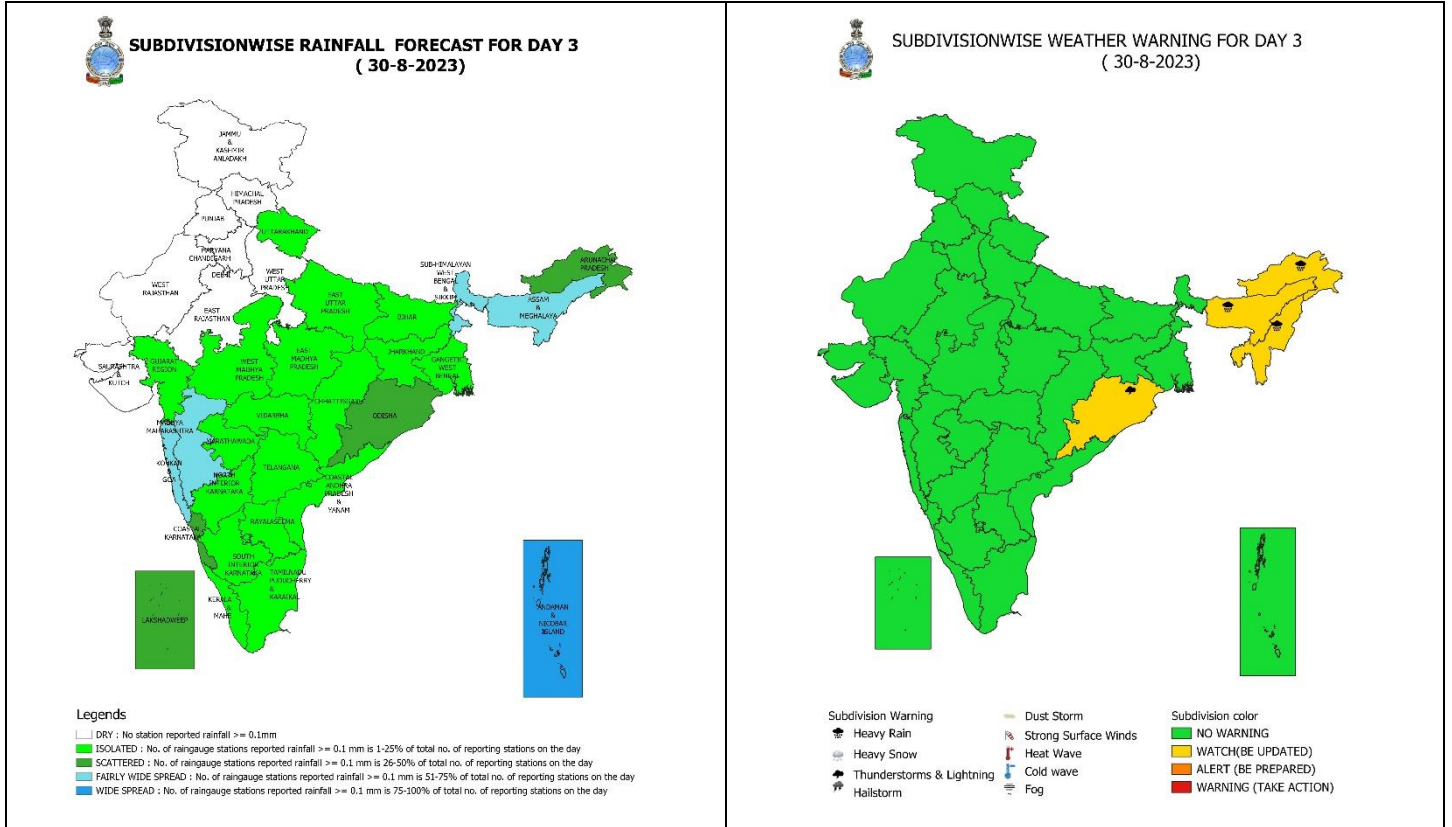 SUBDIVISIONWISE RAINFALL FORECAST FOR DAY 3
( 30-8-2023)
JAMMU
&
KASHMIR
ANLADAKH
HIMACHAL
PRADESH
PUNJAB
UTTARAKHAND
HARYANA
CHANDIGARH
&
DELHI
WEST
UTTAR
PRADESH
WEST
RAJASTHAN
EAST
RAJASTHAN
EAST
UTTAR
PRADESH
BIHAR
SUB-HIMALAYAN
WEST
BENGAL
&
SIKKIM
ARUNACHAL
PRADESH
ASSAM
&
MEGHALAYA
SAURASHTRA
&
KUTCH
GUJARAT
REGION
WEST
MADHYA
PRADESH
EAST
MADHYA
PRADESH
JHARKHAND
GANGETIC
WEST
BENGAL
CHHATTISGARH
ODISHA
VIDARBHA
MADHYA
MAHARASHTRA
MARATHAWADA
KONKAN
&
GOA
NORTH
INTERIOR
KARNATAKA
TELANGANA
COASTAL
ANDHRA
PRADESH
&
YANAM
RAYALASEEMA
COASTAL
KARNATAKA
SOUTH
INTERIOR
KARNATAKA
TAMILNADU
PUDUCHERRY
&
KARAIKAL
KERALA
&
MAHE
LAKSHADWEEP
ANDAMAN
&
NICOBAR
ISLAND
Legends
DRY : No station reported rainfall >= 0.1mm
ISOLATED : No. of raingauge stations reported rainfall >= 0.1 mm is 1-25% of total no. of reporting stations on the day
SCATTERED : No. of raingauge stations reported rainfall >= 0.1 mm is 26-50% of total no. of reporting stations on the day
FAIRLY WIDE SPREAD : No. of raingauge stations reported rainfall >= 0.1 mm is 51-75% of total no. of reporting stations on the day
WIDE SPREAD : No. of raingauge stations reported rainfall >= 0.1 mm is 75-100% of total no. of reporting stations on the day
SUBDIVISIONWISE WEATHER WARNING FOR DAY 3
( 30-8-2023)
Subdivision Warning
Heavy Rain
Heavy Snow
Thunderstorms & Lightning
Hailstorm
Dust Storm
Strong Surface Winds
Heat Wave
Cold wave
Fog
Subdivision color
NO WARNING
WATCH(BE UPDATED)
ALERT (BE PREPARED)
WARNING (TAKE ACTION)